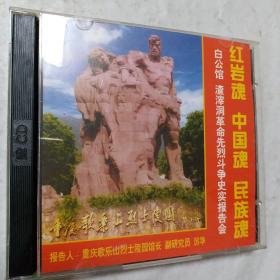 红岩魂 中国魂 民族魂
白公馆 渣滓洞革命先烈斗争史实报告会
重庆歌乐山烈士陵园
报告人：重庆歌乐山烈士陵园馆长 副研究员 厉华